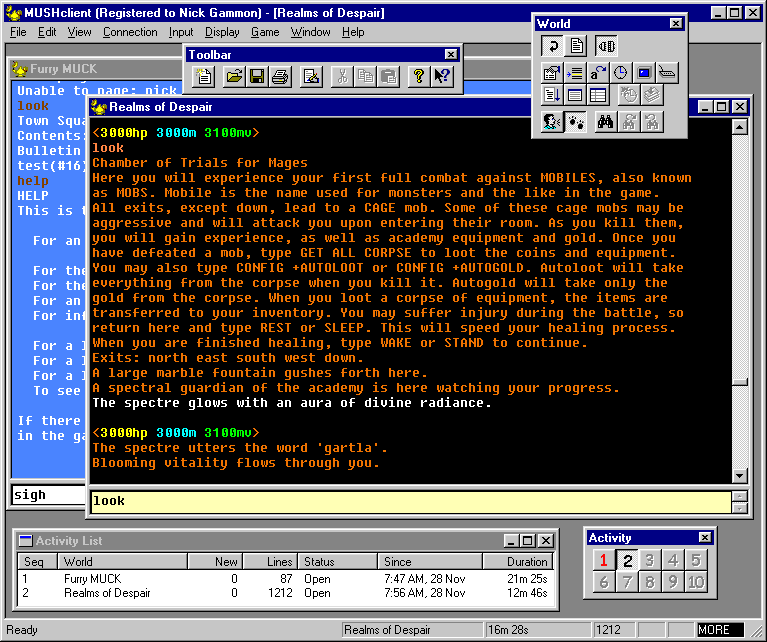 MUSHclient (Registered to Nick Gammon) - [Realms of Despair]
File Edit View Connection Input Display Game Window Help
Toolbar
World
Furry MUCK
Unable to page: nick
look
Town Squa
Contents:
Bulletin
test(#16)
help
HELP
This is t
For an
For the
For the
For an
For inf
For a l
For a l
For a l
To see
If there
in the ga
sigh
Realms of Despair
<3000hp 3000m 3100mv>
look
Chamber of Trials for Mages
Here you will experience your first full combat against MOBILES, also known
as MOBS. Mobile is the name used for monsters and the like in the game.
All exits, except down, lead to a CAGE mob. Some of these cage mobs may be
aggressive and will attack you upon entering their room. As you kill them,
you will gain experience, as well as academy equipment and gold. Once you
have defeated a mob, type GET ALL CORPSE to loot the coins and equipment.
You may also type CONFIG +AUTOLOOT or CONFIG +AUTOGOLD. Autoloot will take
everything from the corpse when you kill it. Autogold will take only the
gold from the corpse. When you loot a corpse of equipment, the items are
transferred to your inventory. You may suffer injury during the battle, so
return here and type REST or SLEEP. This will speed your healing process.
When you are finished healing, type WAKE or STAND to continue.
Exits: north east south west down.
A large marble fountain gushes forth here.
A spectral guardian of the academy is here watching your progress.
The spectre glows with an aura of divine radiance.
<3000hp 3000m 3100mv>
The spectre utters the word 'gartla'.
Blooming vitality flows through you.
look
Activity List
Seq World New Lines Status Since Duration
1 Furry MUCK 0 87 Open 7:47 AM, 28 Nov 21m 25s
2 Realms of Despair 0 1212 Open 7:56 AM, 28 Nov 12m 46s
Activity
1 2 3 4 5
6 7 8 9 10
Ready Realms of Despair 16m 28s 1212 MORE